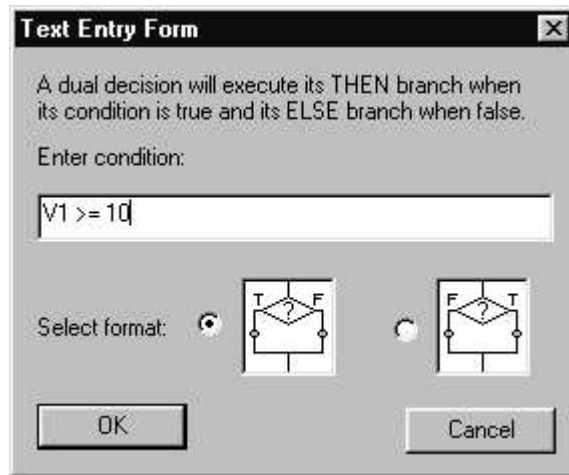 Text Entry Form
A dual decision will execute its THEN branch when
its condition is true and its ELSE branch when false.
Enter condition:
V1 >= 10
Select format:
T ? F
F ? T
OK
Cancel